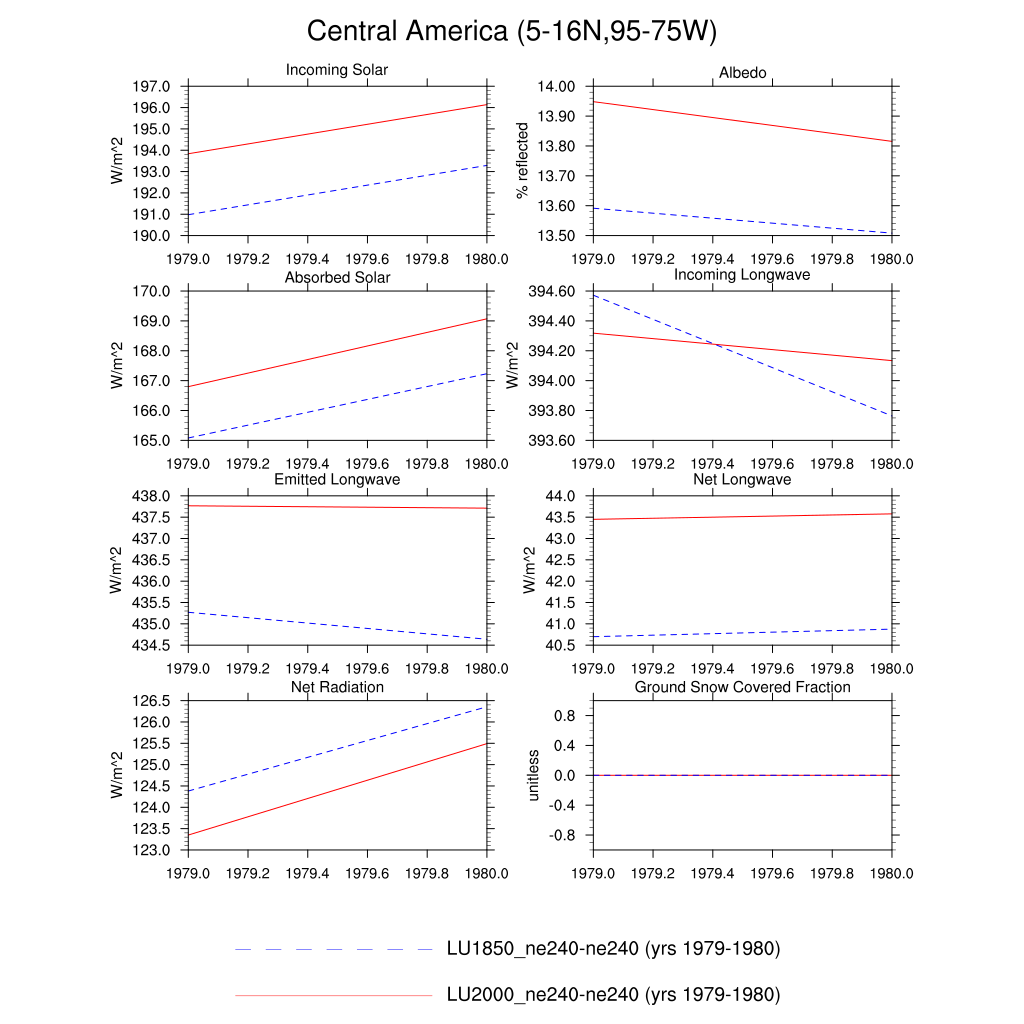 Central America (5-16N,95-75W)
Incoming Solar
W/m^2
197.0
196.0
195.0
194.0
193.0
192.0
191.0
190.0
1979.0 1979.2 1979.4 1979.6 1979.8 1980.0
Albedo
% reflected
14.00
13.90
13.80
13.70
13.60
13.50
1979.0 1979.2 1979.4 1979.6 1979.8 1980.0
Absorbed Solar
W/m^2
170.0
169.0
168.0
167.0
166.0
165.0
1979.0 1979.2 1979.4 1979.6 1979.8 1980.0
Incoming Longwave
W/m^2
394.60
394.40
394.20
394.00
393.80
393.60
1979.0 1979.2 1979.4 1979.6 1979.8 1980.0
Emitted Longwave
W/m^2
438.0
437.5
437.0
436.5
436.0
435.5
435.0
434.5
1979.0 1979.2 1979.4 1979.6 1979.8 1980.0
Net Longwave
W/m^2
44.0
43.5
43.0
42.5
42.0
41.5
41.0
40.5
1979.0 1979.2 1979.4 1979.6 1979.8 1980.0
Net Radiation
W/m^2
126.5
126.0
125.5
125.0
124.5
124.0
123.5
123.0
1979.0 1979.2 1979.4 1979.6 1979.8 1980.0
Ground Snow Covered Fraction
unitless
0.8
0.4
0.0
-0.4
-0.8
1979.0 1979.2 1979.4 1979.6 1979.8 1980.0
LU1850_ne240-ne240 (yrs 1979-1980)
LU2000_ne240-ne240 (yrs 1979-1980)